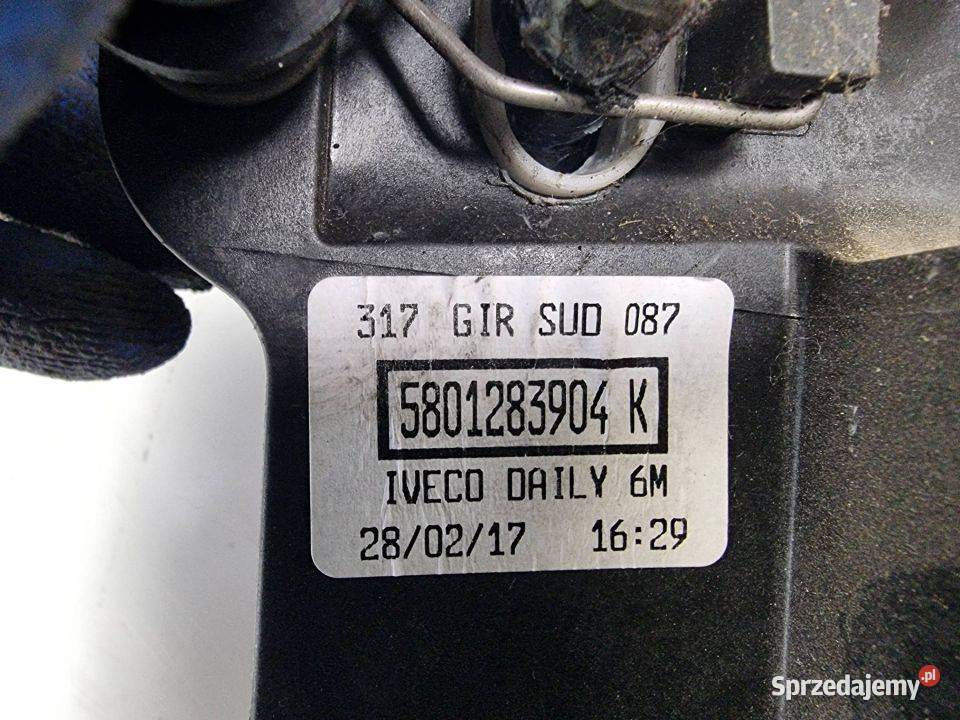 317 GIR SUD 087
5801283904 K
IVECO DAILY 6M
28/02/17 16:29
Sprzedajemy.pl